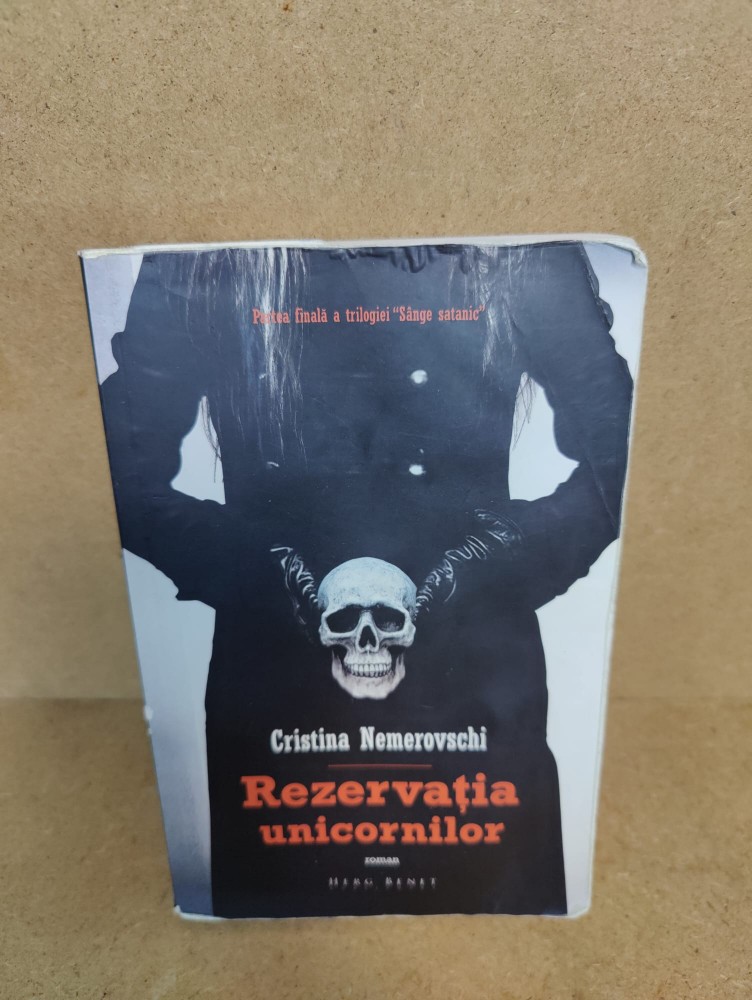 Partea finală a trilogiei "Sânge satanic"
Cristina Nemerovschi
Rezervația
unicornilor
roman
HERG BENET